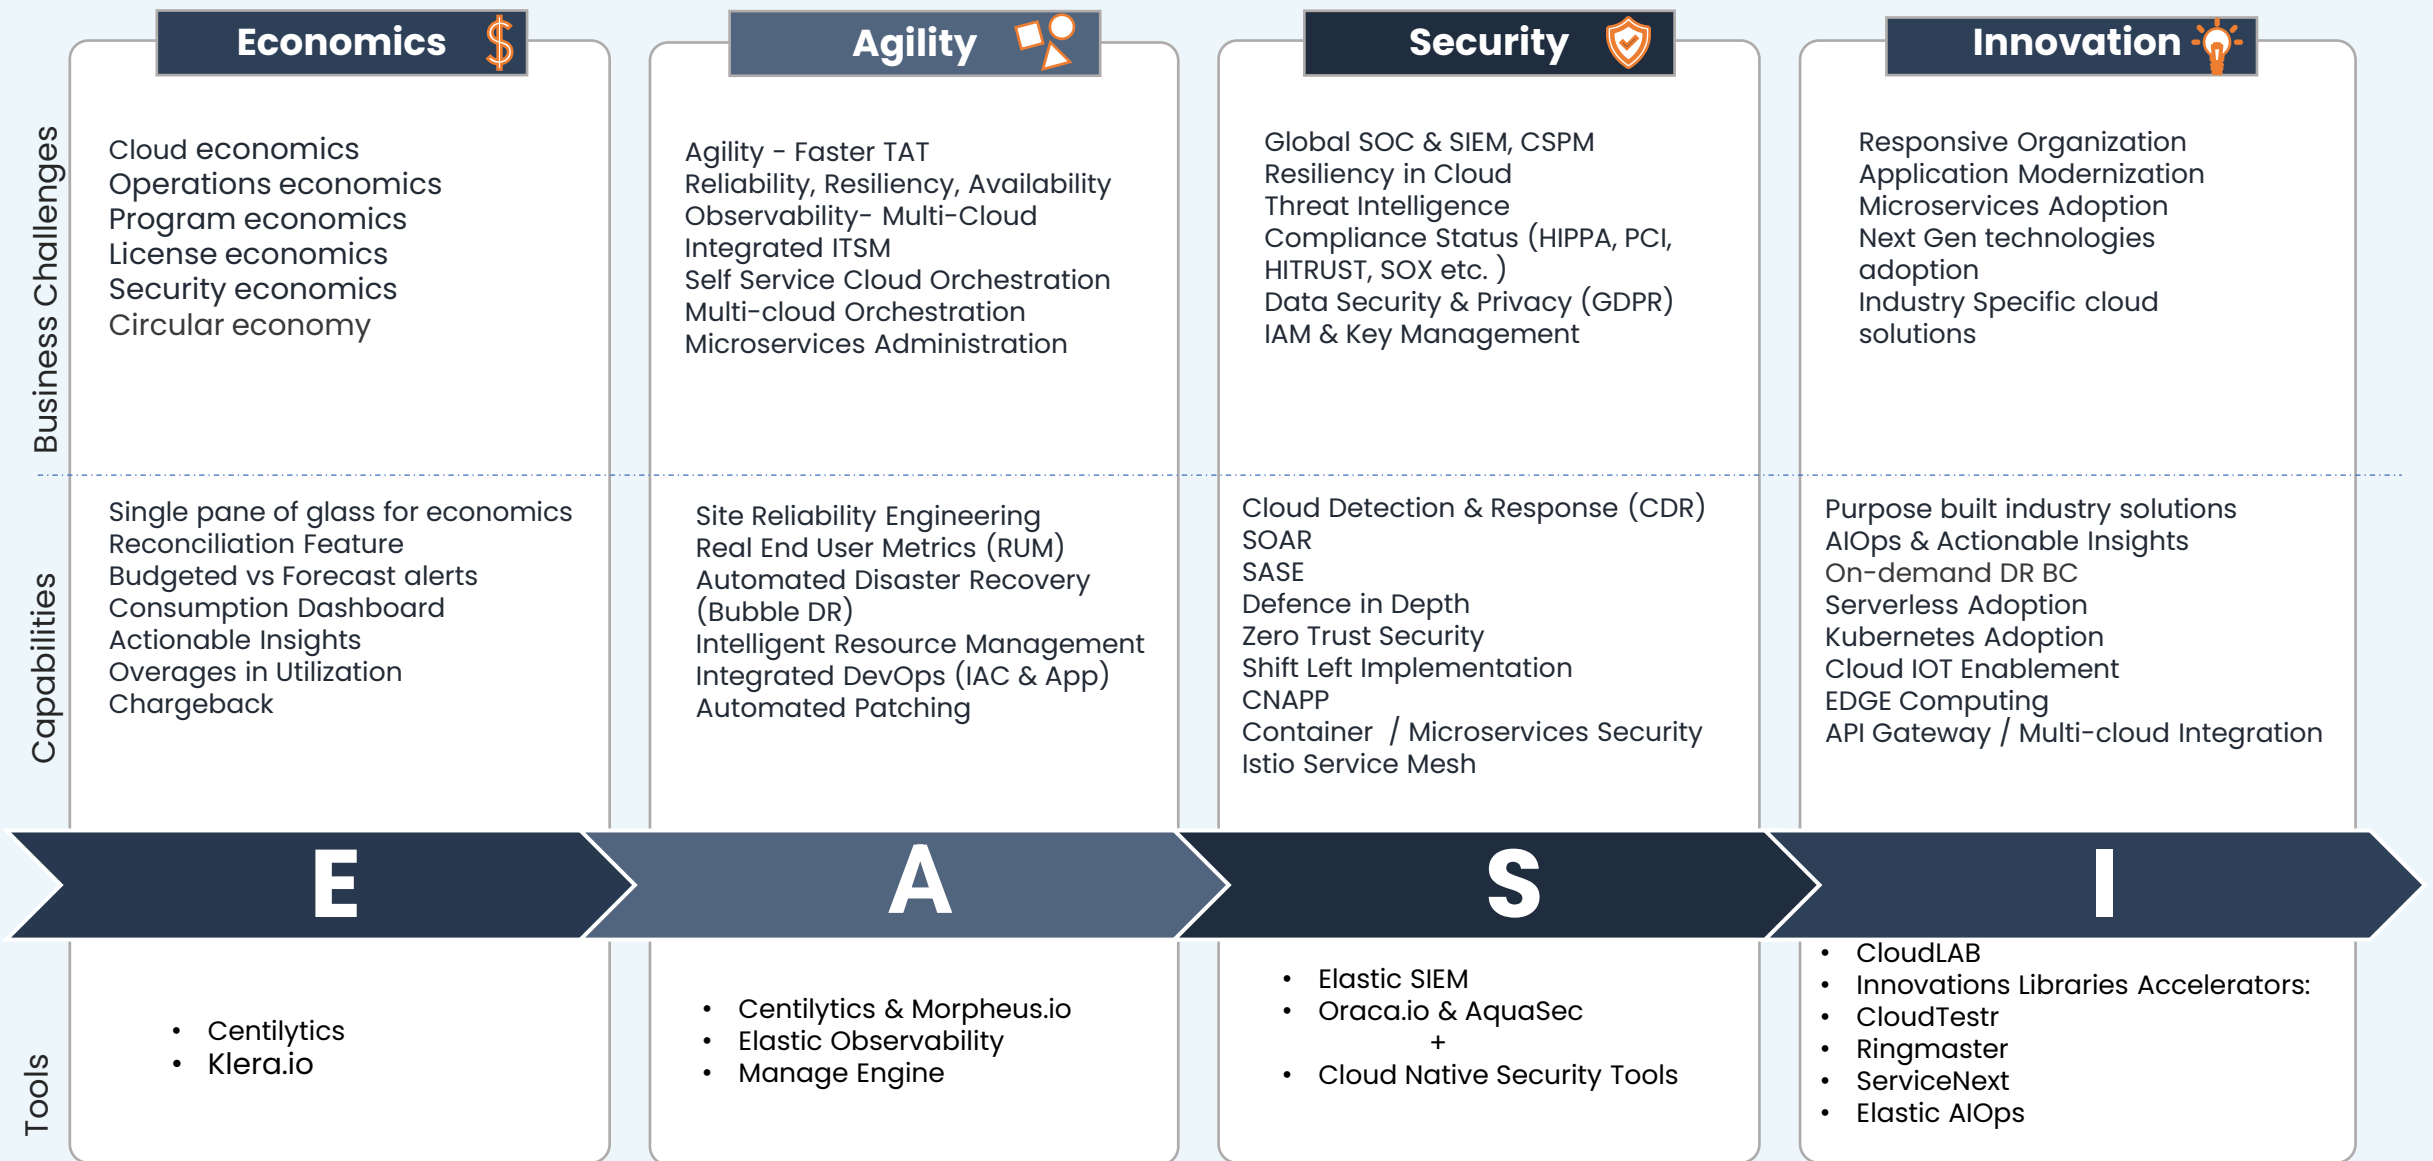 Economics
Agility
Security
Innovation
Business Challenges
Cloud economics
Operations economics
Program economics
License economics
Security economics
Circular economy
Agility - Faster TAT
Reliability, Resiliency, Availability
Observability- Multi-Cloud
Integrated ITSM
Self Service Cloud Orchestration
Multi-cloud Orchestration
Microservices Administration
Global SOC & SIEM, CSPM
Resiliency in Cloud
Threat Intelligence
Compliance Status (HIPPA, PCI,
HITRUST, SOX etc. )
Data Security & Privacy (GDPR)
IAM & Key Management
Responsive Organization
Application Modernization
Microservices Adoption
Next Gen technologies
adoption
Industry Specific cloud
solutions
Capabilities
Single pane of glass for economics
Reconciliation Feature
Budgeted vs Forecast alerts
Consumption Dashboard
Actionable Insights
Overages in Utilization
Chargeback
Site Reliability Engineering
Real End User Metrics (RUM)
Automated Disaster Recovery
(Bubble DR)
Intelligent Resource Management
Integrated DevOps (IAC & App)
Automated Patching
Cloud Detection & Response (CDR)
SOAR
SASE
Defence in Depth
Zero Trust Security
Shift Left Implementation
CNAPP
Container / Microservices Security
Istio Service Mesh
Purpose built industry solutions
AIOps & Actionable Insights
On-demand DR BC
Serverless Adoption
Kubernetes Adoption
Cloud IOT Enablement
EDGE Computing
API Gateway / Multi-cloud Integration
E
A
S
I
Tools
• Centilytics
• Klera.io
• Centilytics & Morpheus.io
• Elastic Observability
• Manage Engine
• Elastic SIEM
• Oraca.io & AquaSec
+
• Cloud Native Security Tools
• CloudLAB
• Innovations Libraries Accelerators:
• CloudTestr
• Ringmaster
• ServiceNext
• Elastic AIOps